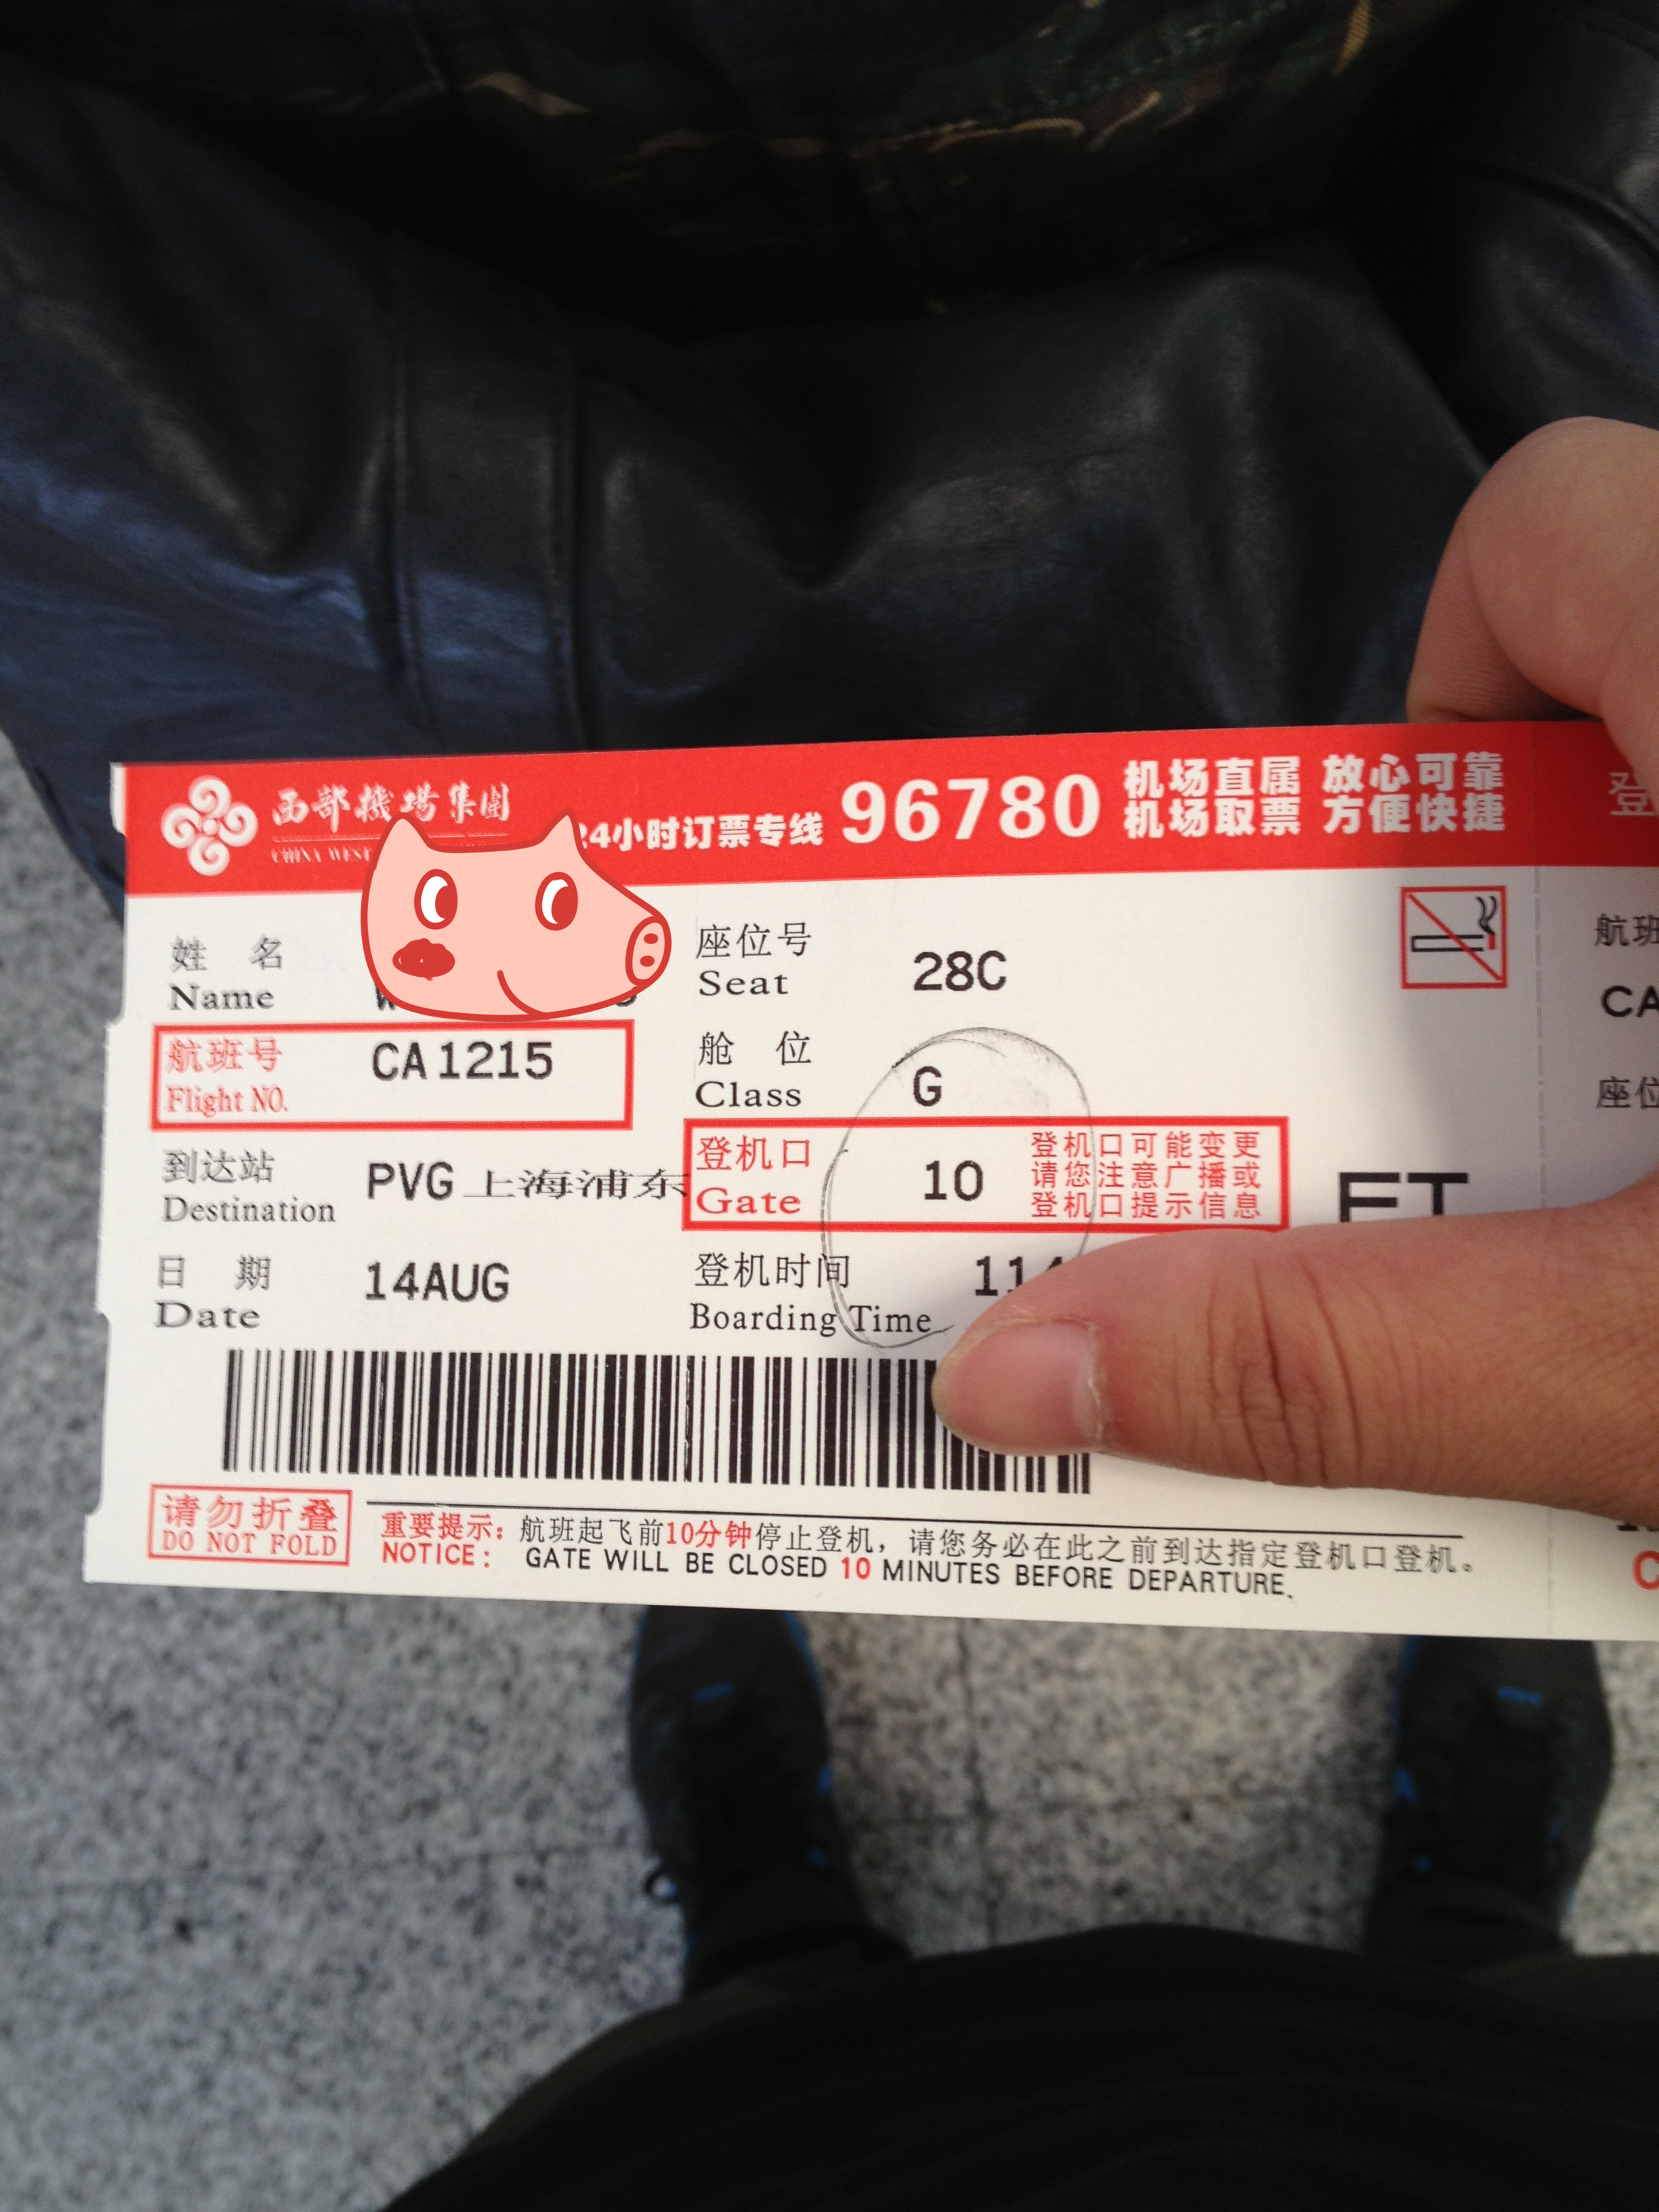 西部機場集團
CHINA WEST
24小时订票专线 96780
机场直属 放心可靠
机场取票 方便快捷
登
姓 名
Name
座位号
Seat
28C
航班号
Flight NO.
CA1215
舱 位
Class
G
到达站
Destination
PVG 上海浦东
登机口
Gate
10
登机口可能变更
请您注意广播或
登机口提示信息
ET
日 期
Date
14AUG
登机时间
Boarding Time
请勿折叠
DO NOT FOLD
重要提示：航班起飞前10分钟停止登机，请您务必在此之前到达指定登机口登机。
NOTICE: GATE WILL BE CLOSED 10 MINUTES BEFORE DEPARTURE.
航班
CA
座位